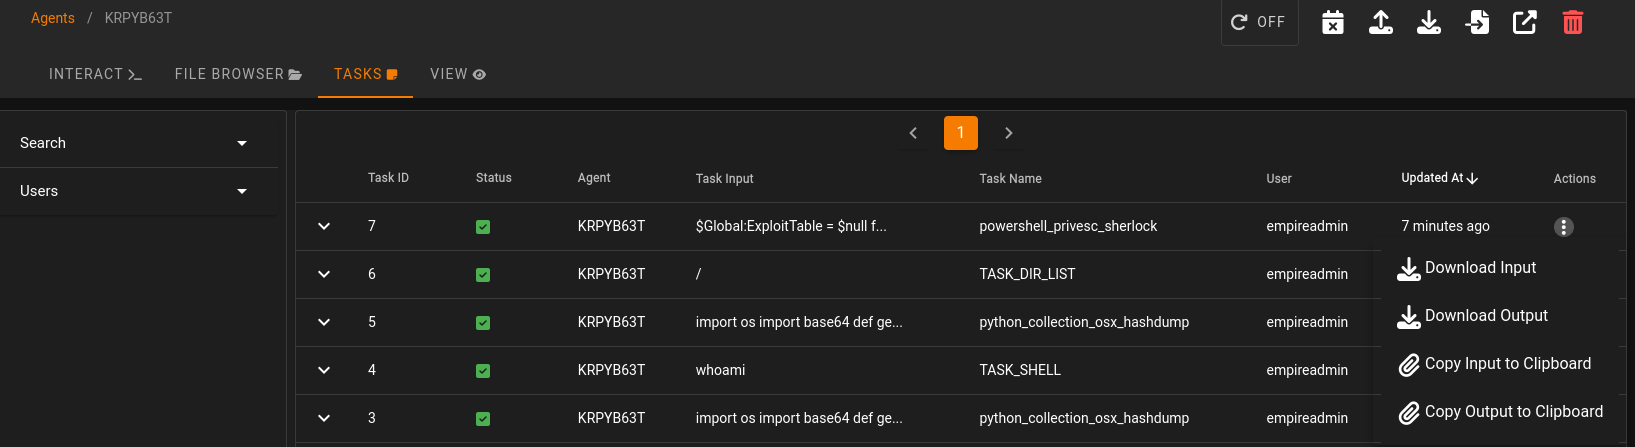 Agents / KRPYB63T
OFF
INTERACT FILE BROWSER TASKS VIEW
Search
Users
1
Task ID Status Agent Task Input Task Name User Updated At Actions
7 KRPYB63T $Global:ExploitTable = $null f... powershell_privesc_sherlock empireadmin 7 minutes ago
6 KRPYB63T / TASK_DIR_LIST empireadmin
5 KRPYB63T import os import base64 def ge... python_collection_osx_hashdump empireadmin
4 KRPYB63T whoami TASK_SHELL empireadmin
3 KRPYB63T import os import base64 def ge... python_collection_osx_hashdump empireadmin
Download Input
Download Output
Copy Input to Clipboard
Copy Output to Clipboard